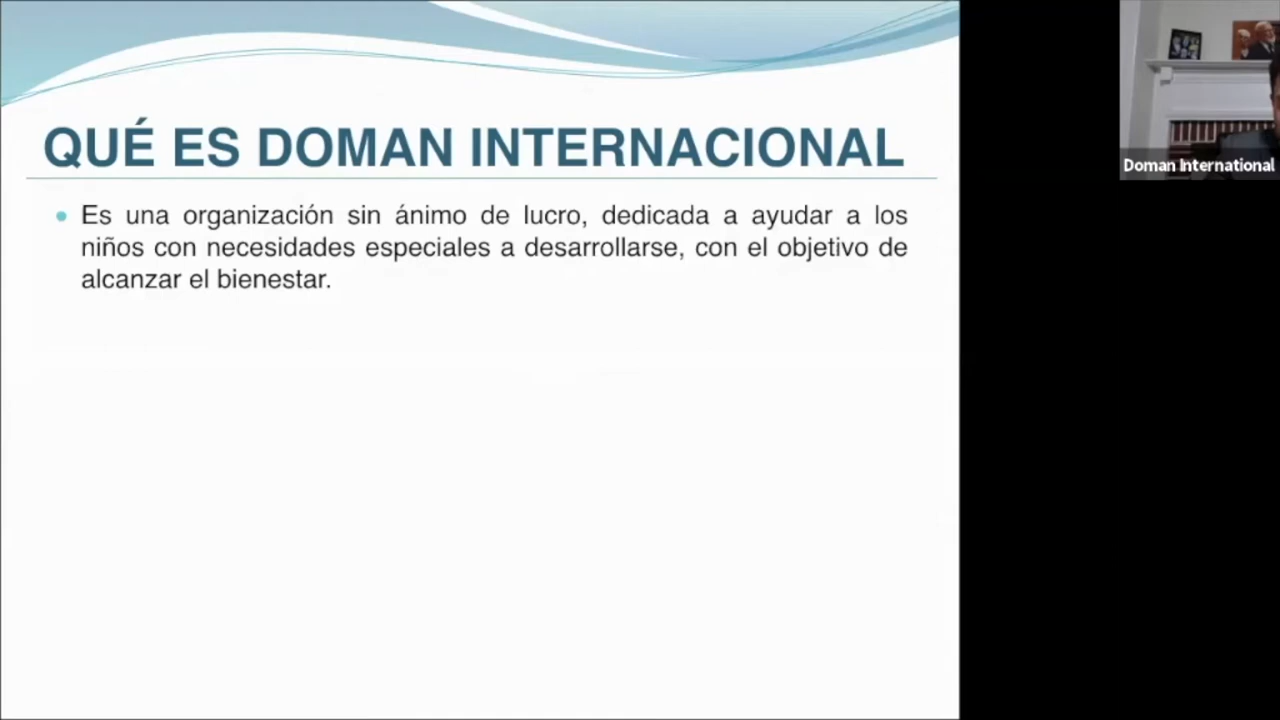 QUÉ ES DOMAN INTERNACIONAL
Es una organización sin ánimo de lucro, dedicada a ayudar a los
niños con necesidades especiales a desarrollarse, con el objetivo de
alcanzar el bienestar.
Doman International